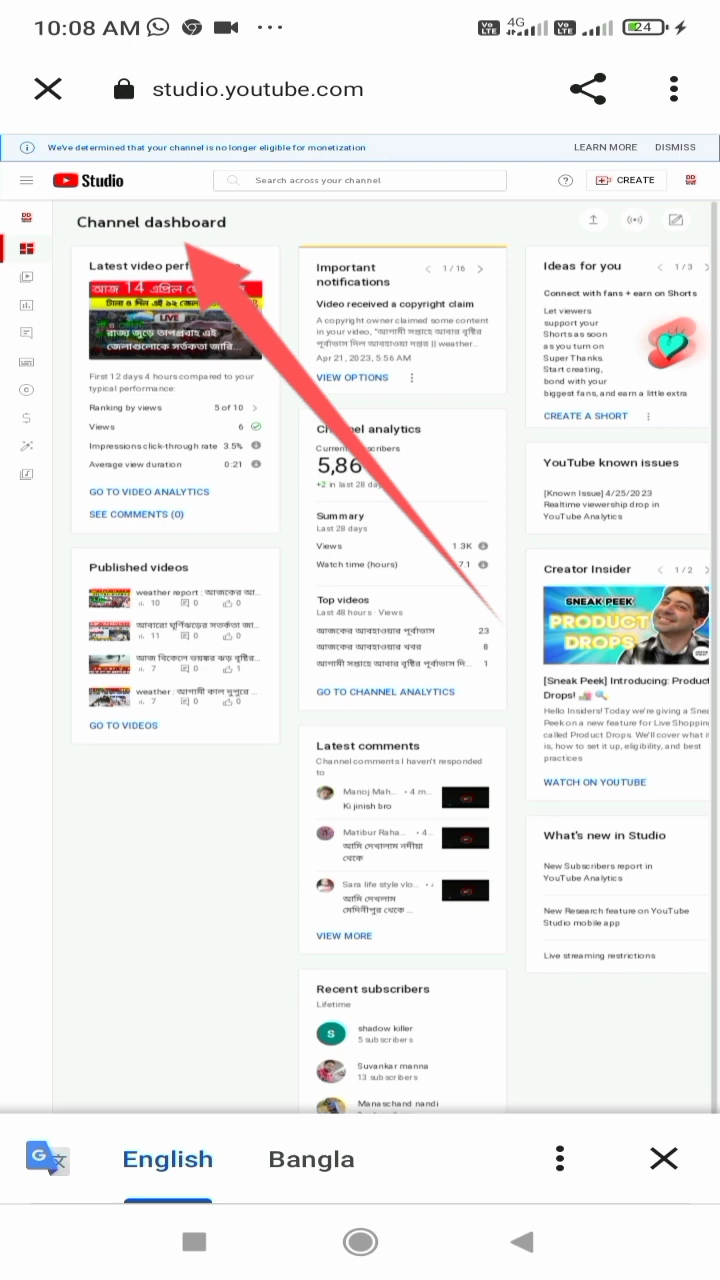 10:08 AM
Vo LTE 4G Vo LTE 24
studio.youtube.com
We've determined that your channel is no longer eligible for monetization LEARN MORE DISMISS
Studio Search across your channel CREATE
Channel dashboard
Latest video perf
আজ 14 এপ্রিল
টানা ৪ দিন এই ৯২ জেলা
LIVE
রাজ্য জুড়ে তাপপ্রবাহ এই
জেলাগুলোকে সর্তকতা জারি...
First 12 days 4 hours compared to your
typical performance:
Ranking by views 5 of 10
Views 6
Impressions click-through rate 3.5%
Average view duration 0:21
GO TO VIDEO ANALYTICS
SEE COMMENTS (0)
Published videos
weather report : আজকের আ...
10 0 0
আবারো ঘূর্ণিঝড়ের সতর্কতা জা...
11 0 0
আজ বিকেলে ভয়ঙ্কর ঝড় বৃষ্টির...
7 0 1
weather : আগামী কাল দুপুরে ...
7 0 0
GO TO VIDEOS
Important
notifications
1 / 16
Video received a copyright claim
A copyright owner claimed some content
in your video, "আগামী সপ্তাহে আবার বৃষ্টির
পূর্বাভাস দিল আবহাওয়া দপ্তর || weather...
Apr 21, 2023, 5:56 AM
VIEW OPTIONS
Channel analytics
Current subscribers
5,86
+2 in last 28 days
Summary
Last 28 days
Views 1.3K
Watch time (hours) 7.1
Top videos
Last 48 hours · Views
আজকের আবহাওয়ার পূর্বাভাস 23
আজকের আবহাওয়ার খবর 8
আগামী সপ্তাহে আবার বৃষ্টির পূর্বাভাস দি... 1
GO TO CHANNEL ANALYTICS
Latest comments
Channel comments I haven't responded
to
Manoj Mah... • 4 m...
Ki jinish bro
Matibur Raha... • 4...
আমি দেখালাম নদীয়া
থেকে
Sara life style vlo...
আমি দেখলাম
মেদিনীপুর থেকে ...
VIEW MORE
Recent subscribers
Lifetime
S
shadow killer
5 subscribers
Suvankar manna
13 subscribers
Manaschand nandi
Ideas for you 1 / 3
Connect with fans + earn on Shorts
Let viewers
support your
Shorts as soon
as you turn on
Super Thanks.
Start creating,
bond with your
biggest fans, and earn a little extra
CREATE A SHORT
YouTube known issues
[Known Issue] 4/25/2023
Realtime viewership drop in
YouTube Analytics
Creator Insider 1 / 2
SNEAK PEEK
PRODUCT
DROPS
[Sneak Peek] Introducing: Product
Drops!
Hello Insiders! Today we're giving a Snea
Peek on a new feature for Live Shoppin
called Product Drops. We'll cover what i
is, how to set it up, eligibility, and best
practices
WATCH ON YOUTUBE
What's new in Studio
New Subscribers report in
YouTube Analytics
New Research feature on YouTube
Studio mobile app
Live streaming restrictions
English Bangla